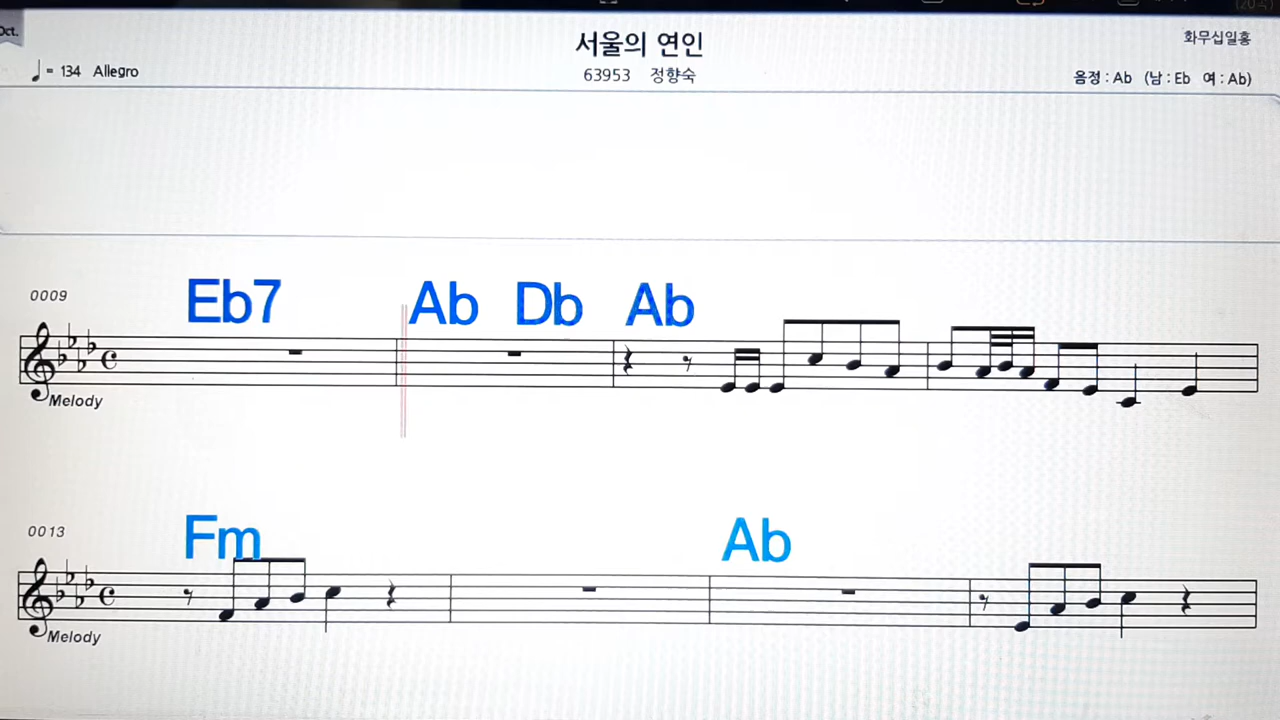 Oct.
서울의 연인
화무십일홍
= 134 Allegro
63953 정향숙
음정 : Ab (남 : Eb 여 : Ab)
0009
Eb7 Ab Db Ab
Melody
0013
Fm Ab
Melody